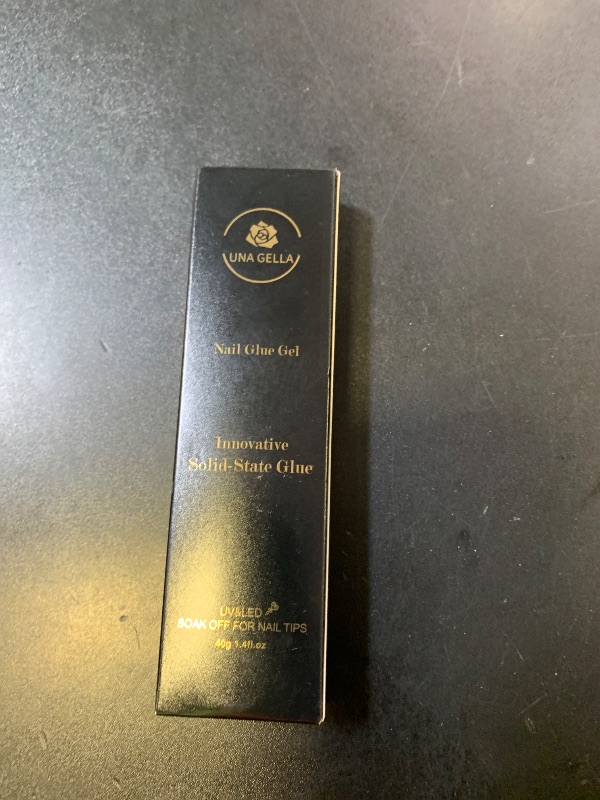 UNA GELLA
Nail Glue Gel
Innovative
Solid-State Glue
UV&LED
SOAK OFF FOR NAIL TIPS
40g 1.4fl.oz